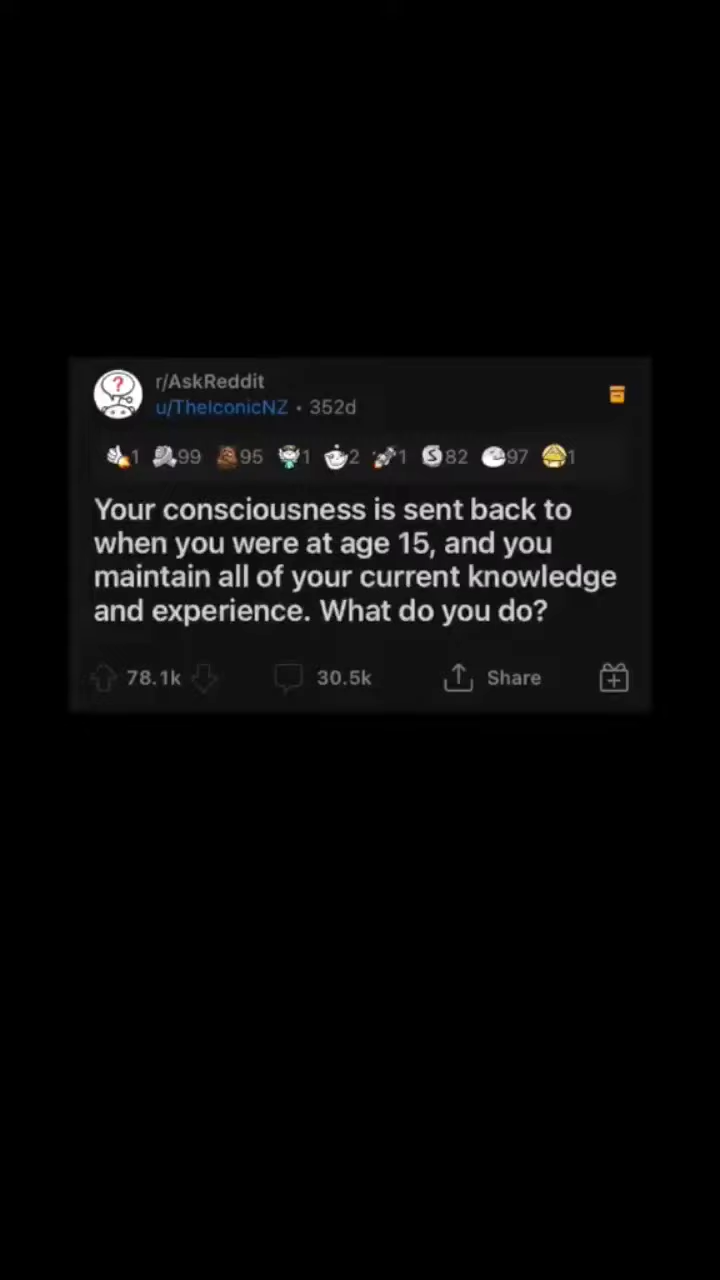 r/AskReddit
u/TheIconicNZ • 352d
1 99 95 1 2 1 S82 97 1
Your consciousness is sent back to
when you were at age 15, and you
maintain all of your current knowledge
and experience. What do you do?
78.1k 30.5k Share